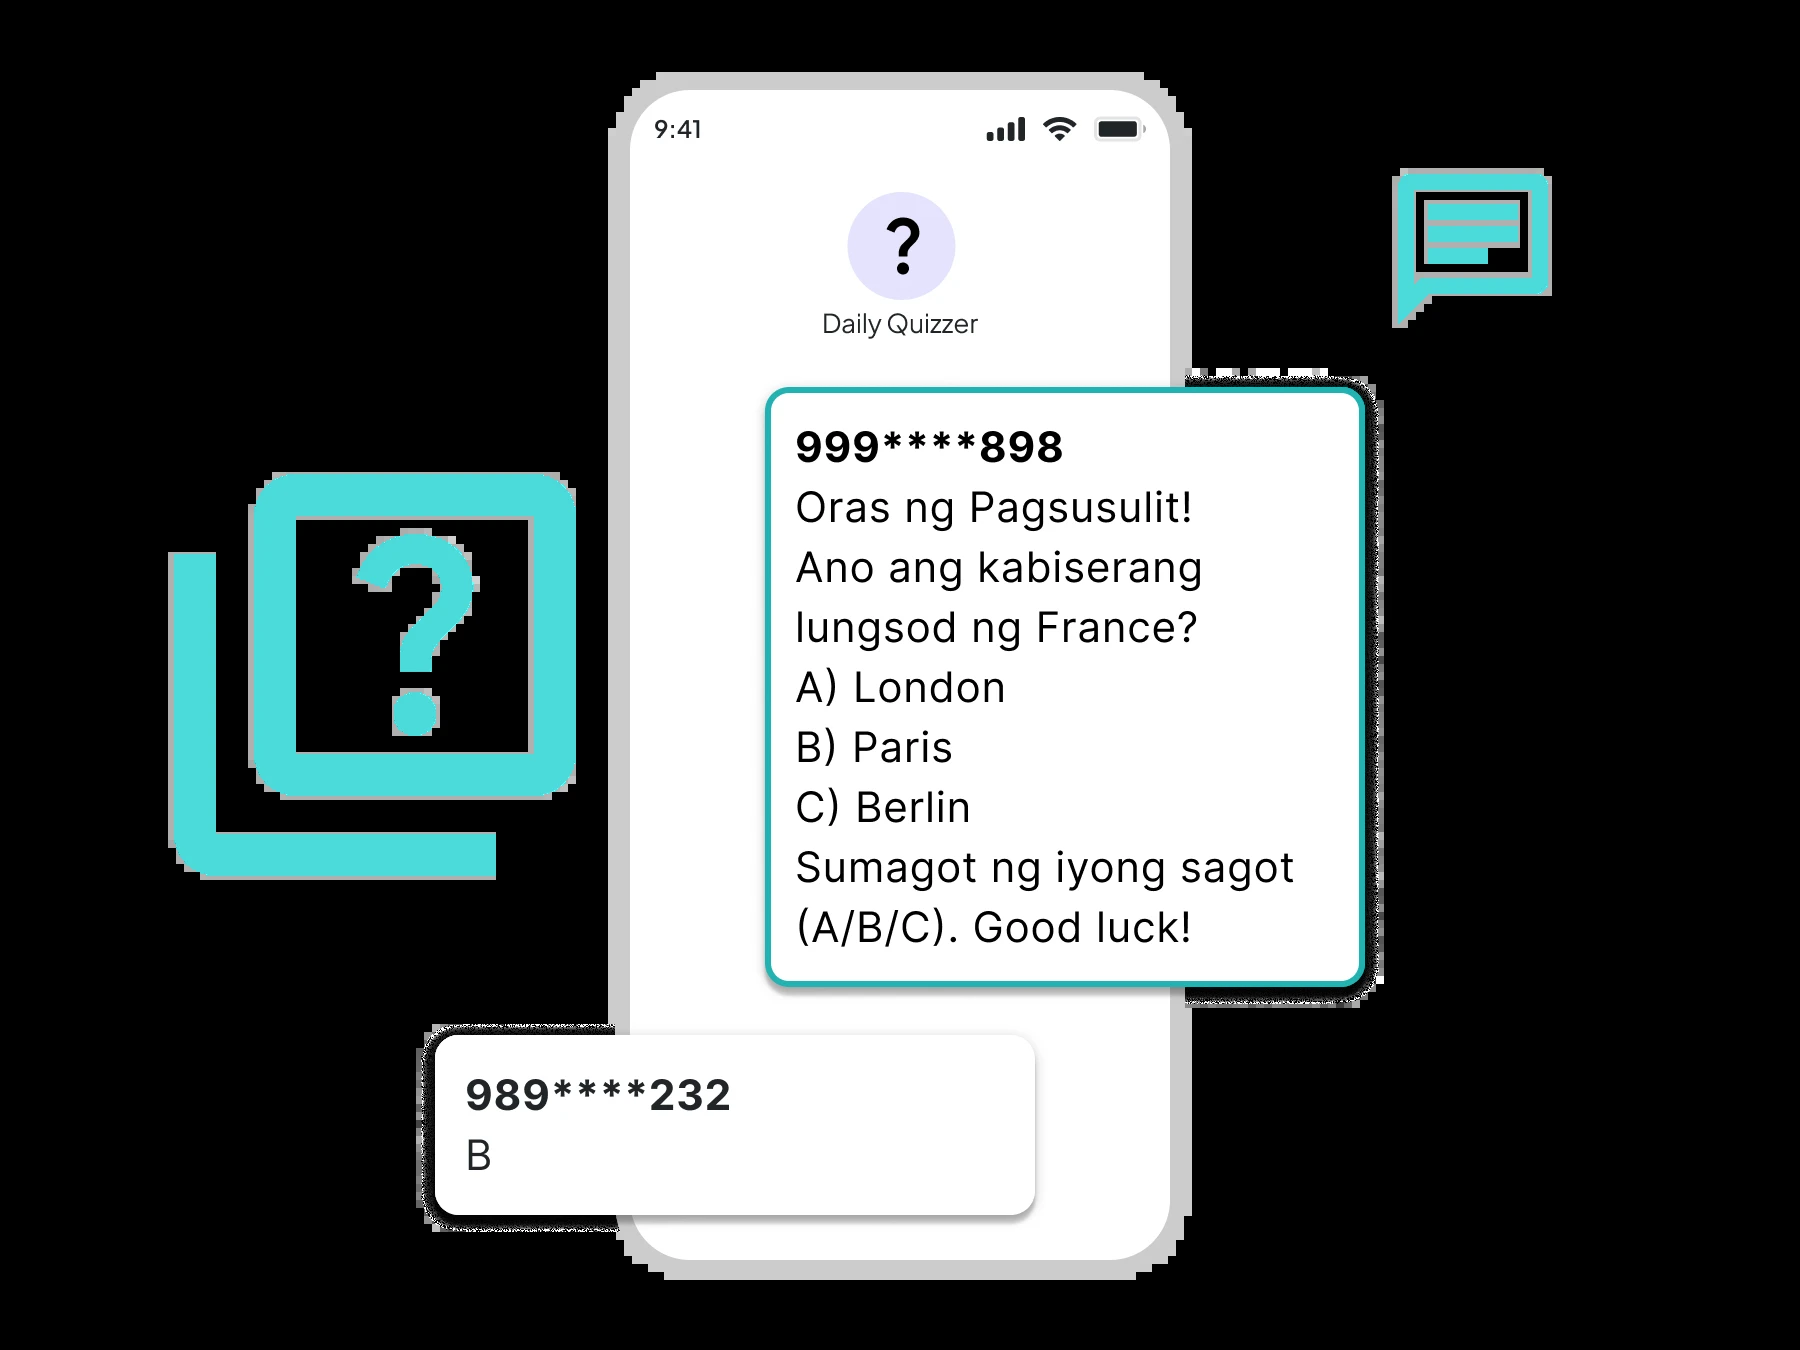 9:41
?
Daily Quizzer
999****898
Oras ng Pagsusulit!
Ano ang kabiserang
lungsod ng France?
A) London
B) Paris
C) Berlin
Sumagot ng iyong sagot
(A/B/C). Good luck!
?
989****232
B